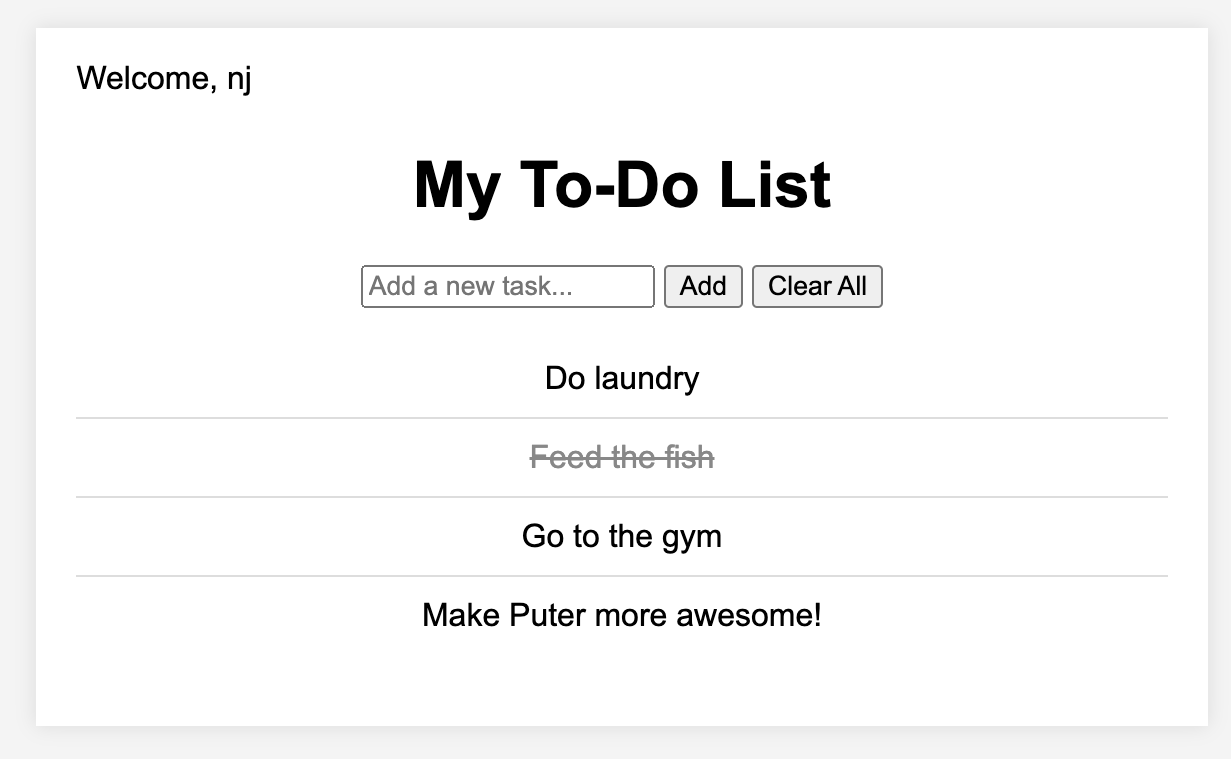 Welcome, nj
My To-Do List
Add a new task... Add Clear All
Do laundry
Feed the fish
Go to the gym
Make Puter more awesome!